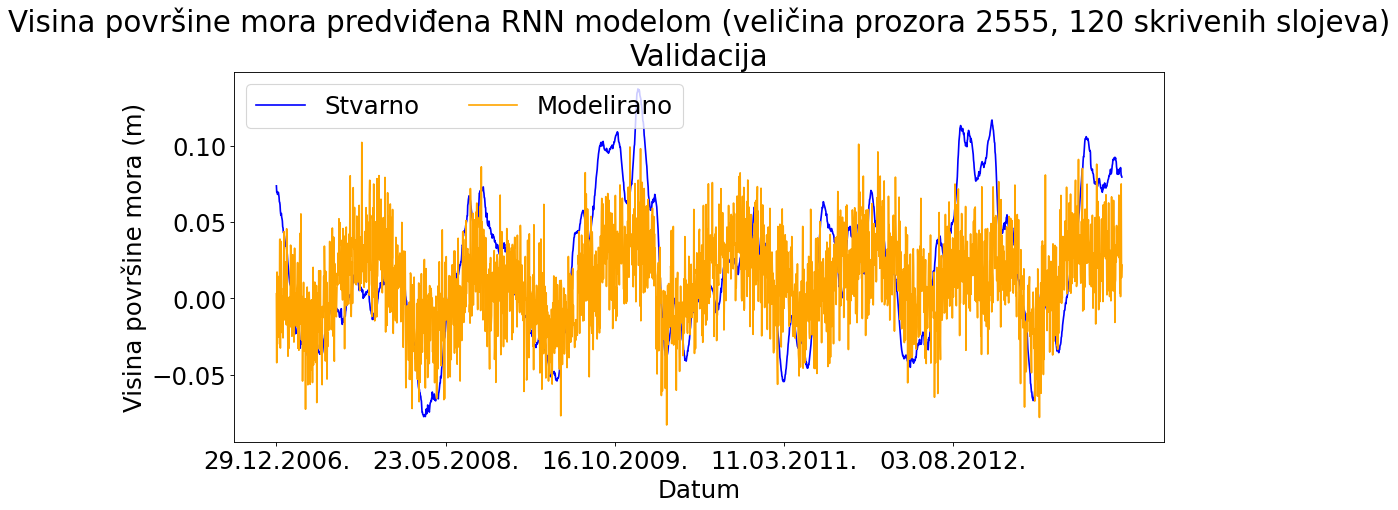 Visina površine mora predviđena RNN modelom (veličina prozora 2555, 120 skrivenih slojeva)
Validacija
Stvarno
Modelirano
Visina površine mora (m)
0.10
0.05
0.00
−0.05
29.12.2006.
23.05.2008.
16.10.2009.
11.03.2011.
03.08.2012.
Datum